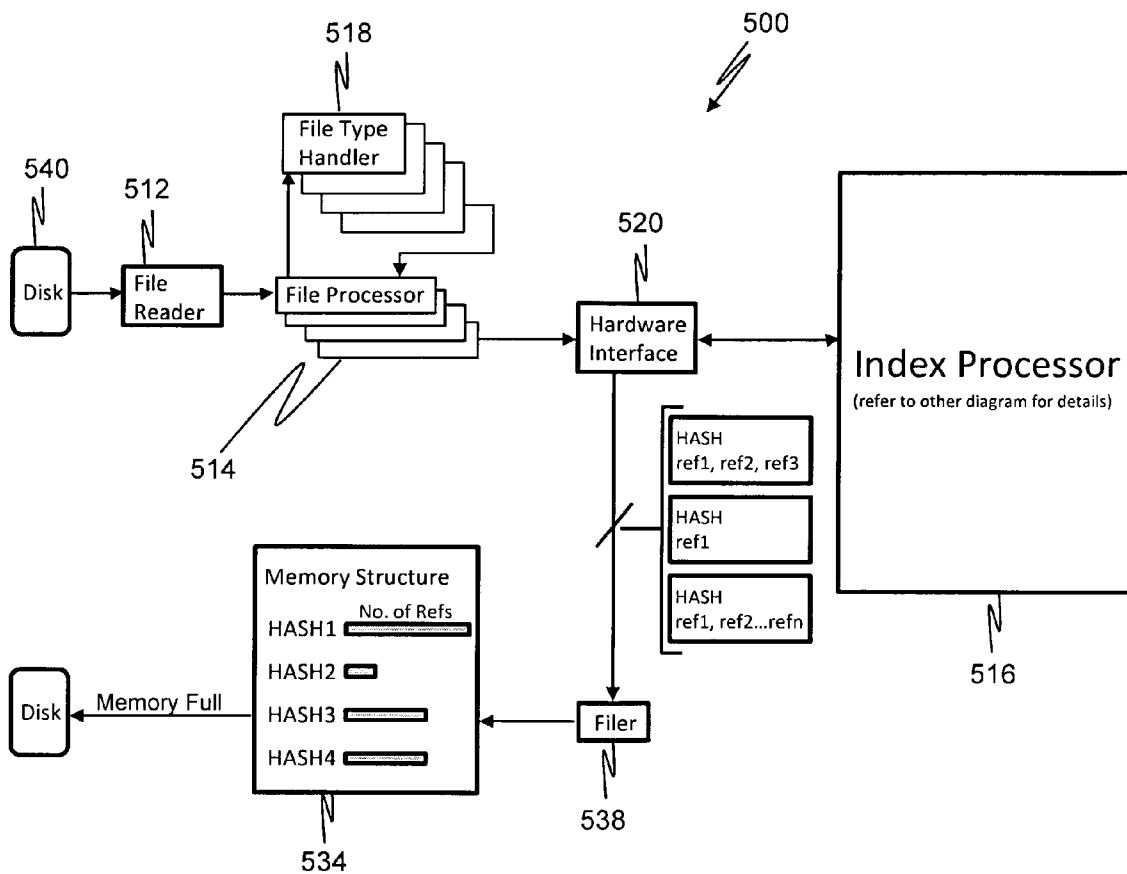 500
518
File Type
Handler
540
512
520
Disk
File
Reader
File Processor
Hardware
Interface
Index Processor
(refer to other diagram for details)
514
HASH
ref1, ref2, ref3
HASH
ref1
HASH
ref1, ref2...refn
516
Memory Structure
No. of Refs
HASH1
HASH2
HASH3
HASH4
Disk
Memory Full
Filer
538
534